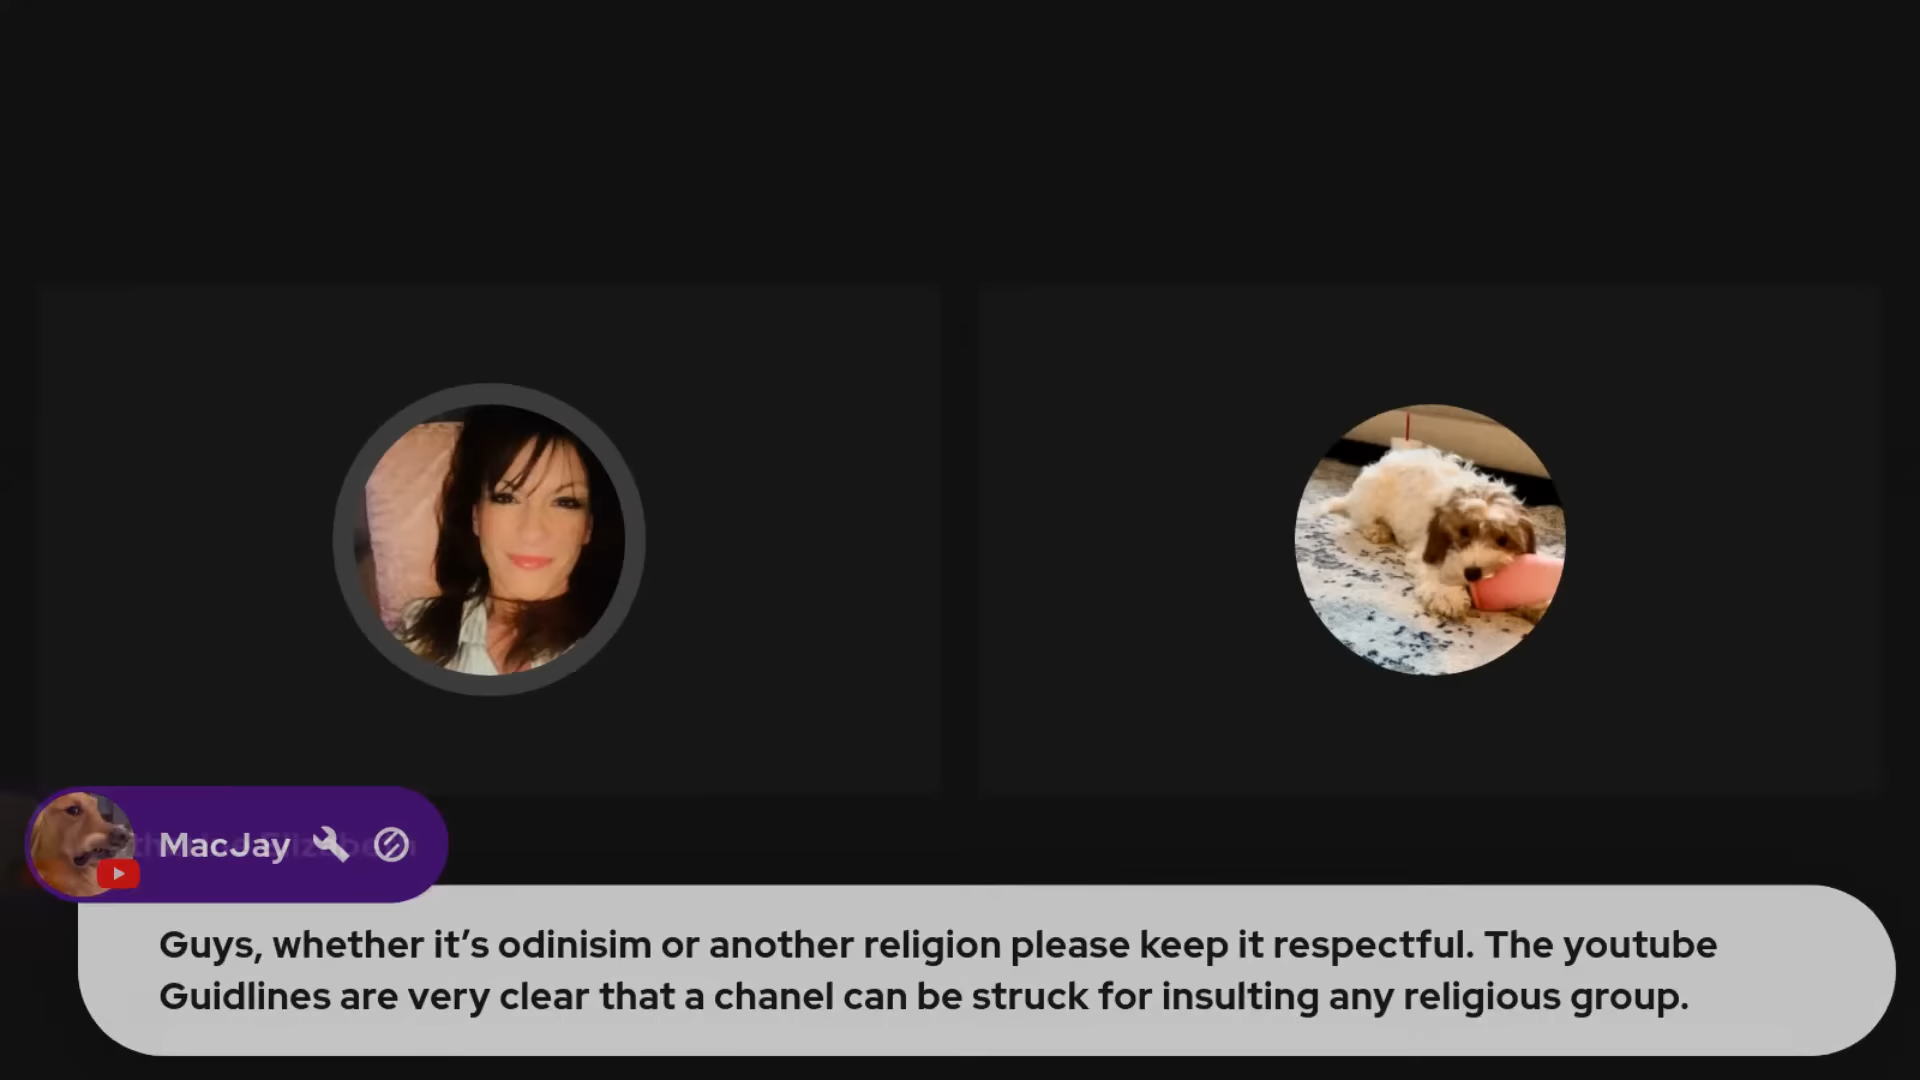 MacJay
Guys, whether it's odinisim or another religion please keep it respectful. The youtube
Guidlines are very clear that a chanel can be struck for insulting any religious group.